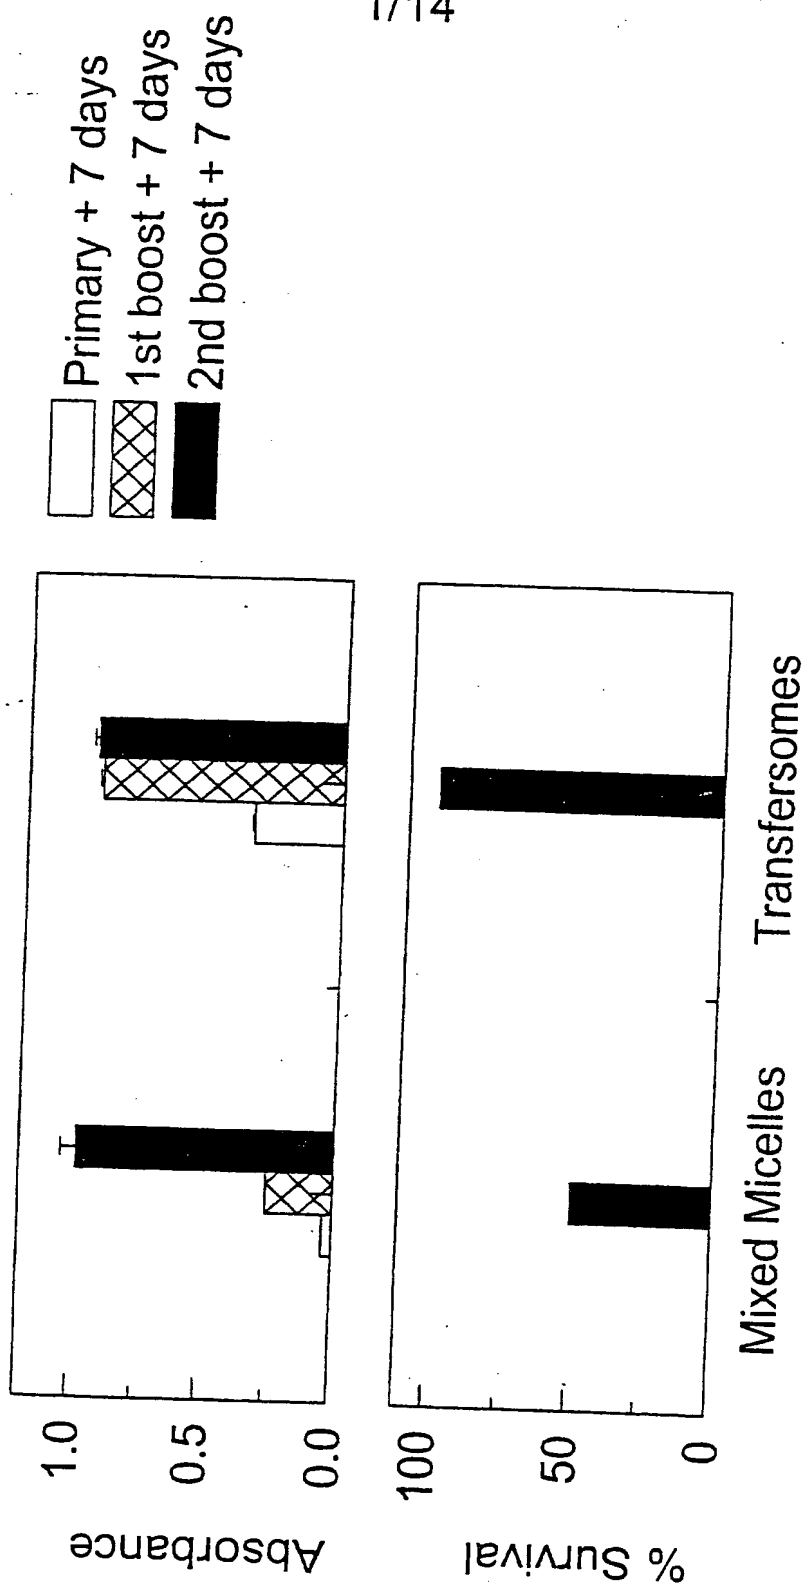 1/14
Primary + 7 days
1st boost + 7 days
2nd boost + 7 days
Absorbance
1.0
0.5
0.0
% Survival
100
50
0
Mixed Micelles
Transfersomes